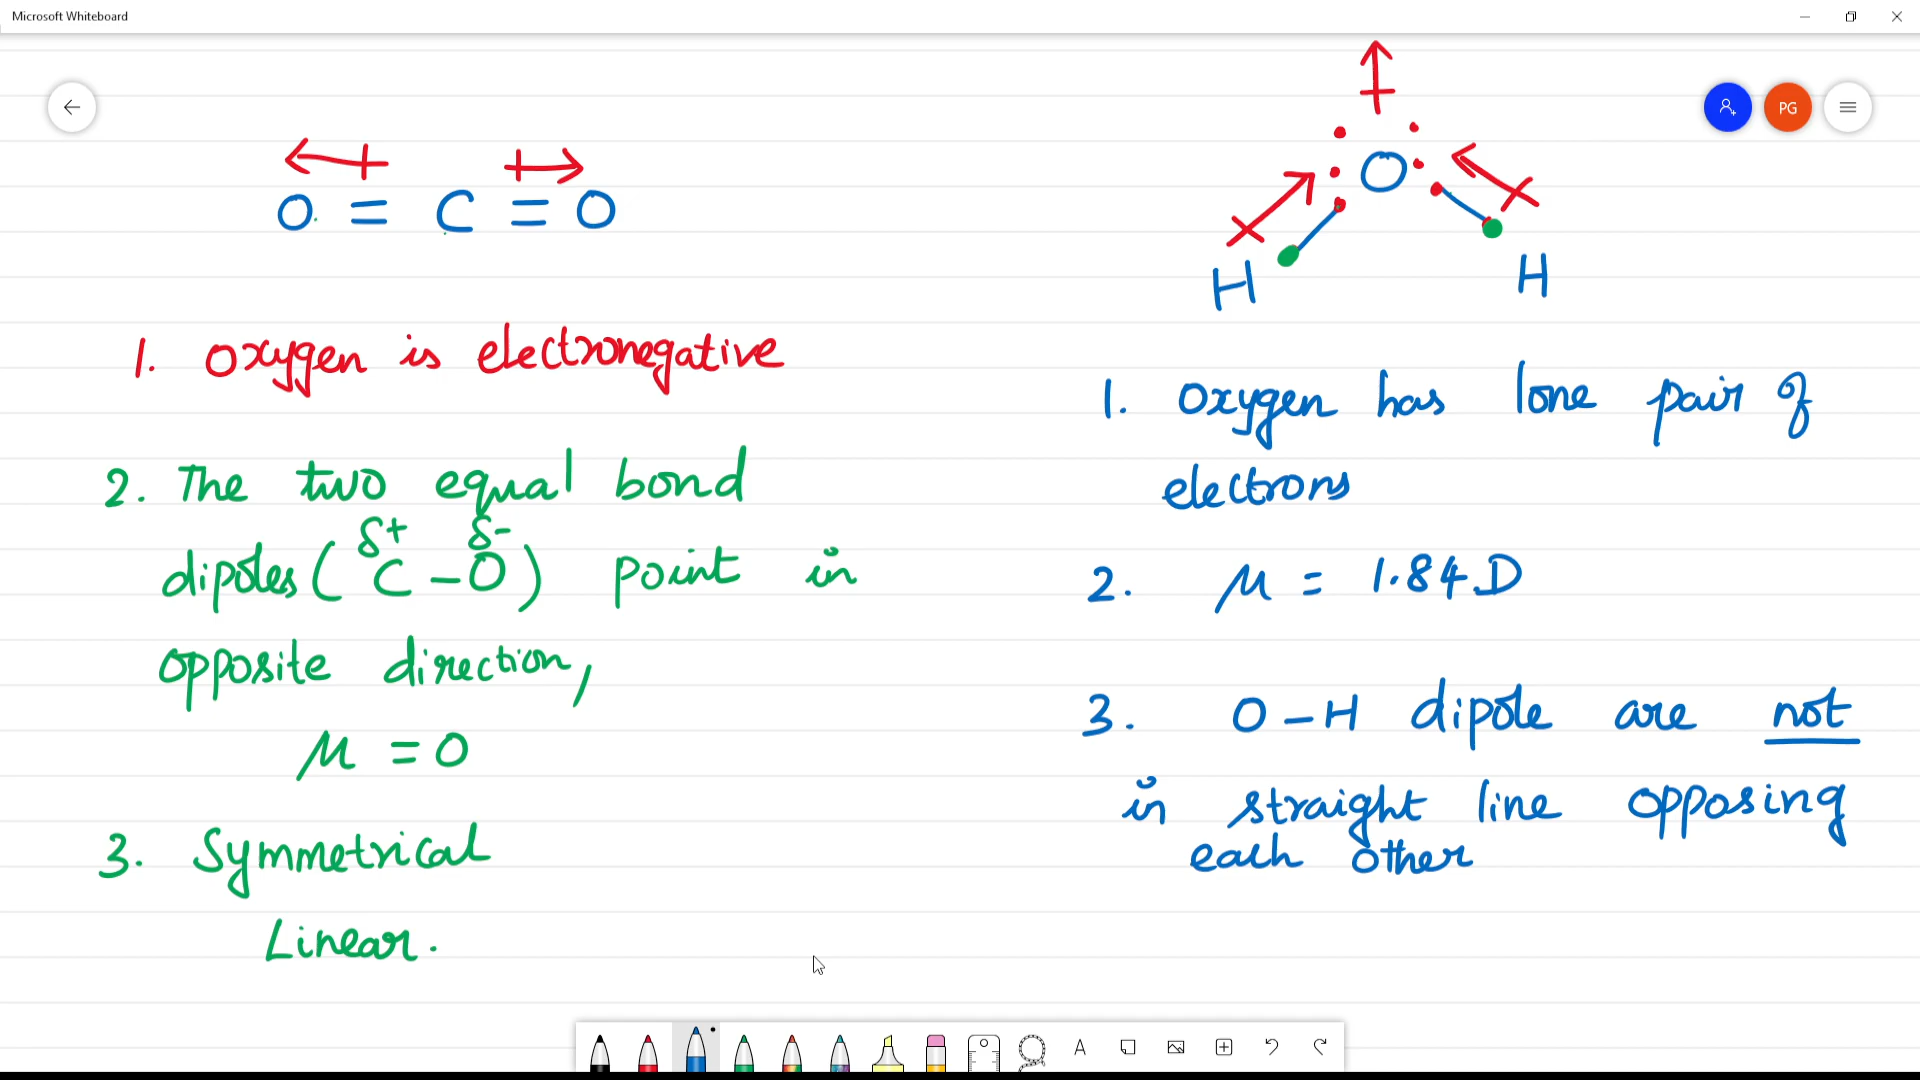 Microsoft Whiteboard
PG
O = C = O
O
H H
1. Oxygen is electronegative
2. The two equal bond
δ+ δ-
dipoles ( C - O ) point in
opposite direction,
μ = 0
3. Symmetrical
Linear.
1. Oxygen has lone pair of
electrons
2. μ = 1.84 D
3. O-H dipole are not
in straight line opposing
each other
A